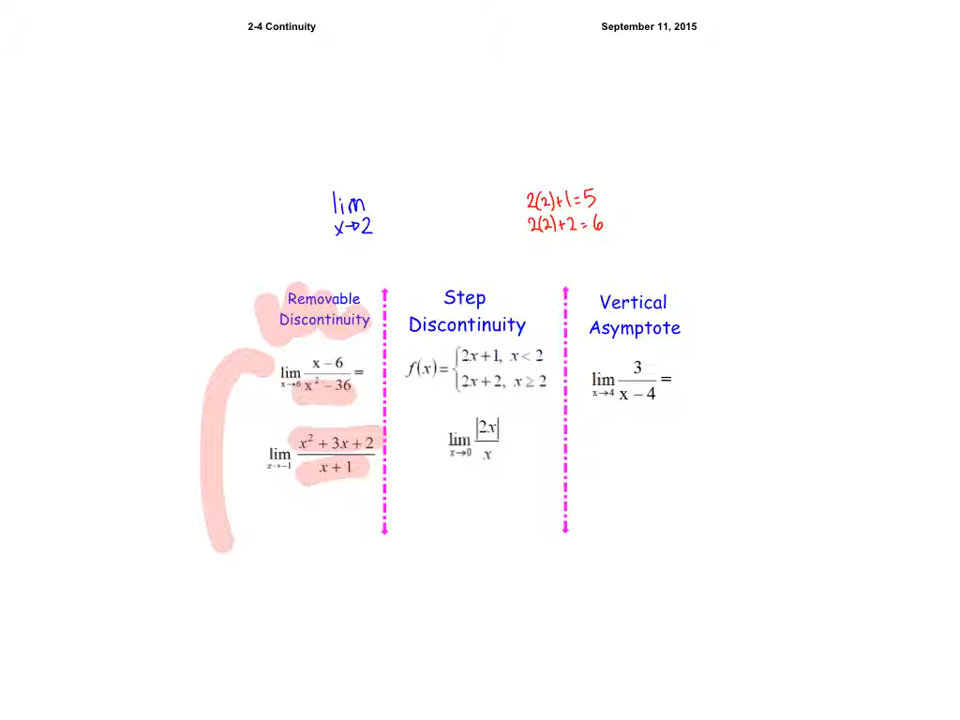 2-4 Continuity
September 11, 2015
lim
x→2
2(2)+1=5
2(2)+2=6
Removable
Discontinuity
lim x→6 (x − 6)/(x² − 36) =
lim x→−1 (x² + 3x + 2)/(x + 1)
Step
Discontinuity
f(x) = { 2x + 1, x < 2
2x + 2, x ≥ 2
lim x→0 |2x|/x
Vertical
Asymptote
lim x→4 3/(x − 4) =